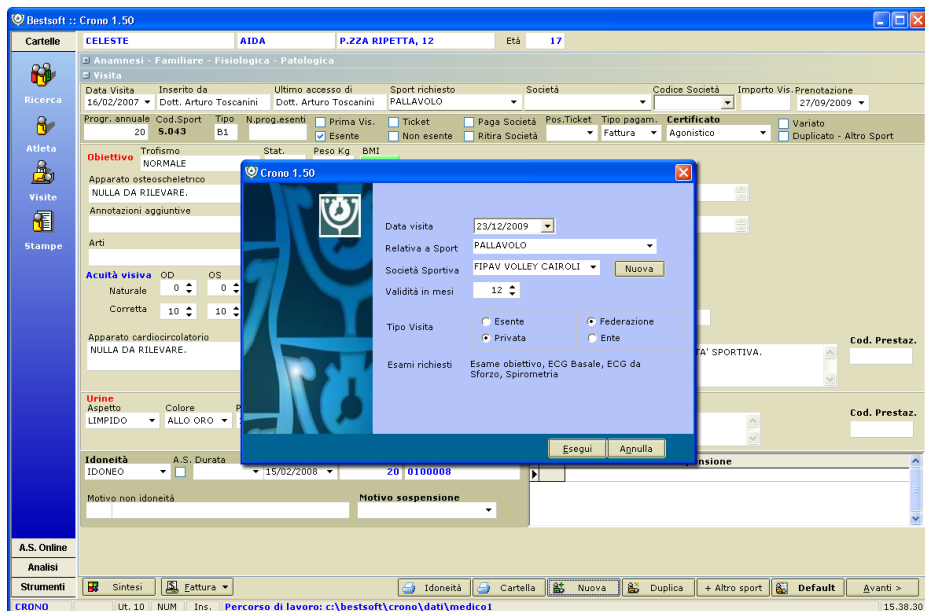 Bestsoft :: Crono 1.50
Cartelle
CELESTE AIDA P.ZZA RIPETTA, 12 Età 17
Anamnesi - Familiare - Fisiologica - Patologica
Visita
Ricerca
Atleta
Visite
Stampe
Data Visita Inserito da Ultimo accesso di Sport richiesto Società Codice Società Importo Vis. Prenotazione
16/02/2007 Dott. Arturo Toscanini Dott. Arturo Toscanini PALLAVOLO 27/09/2009
Progr. annuale Cod.Sport Tipo N.prog.esenti Prima Vis. Ticket Paga Società Pos.Ticket Tipo pagam. Certificato Variato
20 S.043 B1 Esente Non esente Ritira Società Fattura Agonistico Duplicato - Altro Sport
Obiettivo Trofismo Stat. Peso Kg BMI
NORMALE
Apparato osteoscheletrico
NULLA DA RILEVARE.
Annotazioni aggiuntive
Arti
Acuità visiva OD OS
Naturale 0 0
Corretta 10 10
Apparato cardiocircolatorio
NULLA DA RILEVARE.
TA' SPORTIVA.
Cod. Prestaz.
Urine
Aspetto Colore
LIMPIDO ALLO ORO
Cod. Prestaz.
Idoneità A.S. Durata
IDONEO 15/02/2008 20 0100008
Motivo non idoneità Motivo sospensione
Crono 1.50
Data visita 23/12/2009
Relativa a Sport PALLAVOLO
Società Sportiva FIPAV VOLLEY CAIROLI Nuova
Validità in mesi 12
Tipo Visita Esente Federazione
Privata Ente
Esami richiesti Esame obiettivo, ECG Basale, ECG da
Sforzo, Spirometria
Esegui Annulla
A.S. Online
Analisi
Strumenti
Sintesi Fattura Idoneità Cartella Nuova Duplica + Altro sport Default Avanti >
CRONO Ut. 10 NUM Ins. Percorso di lavoro: c:\bestsoft\crono\dati\medico1 15.38.30